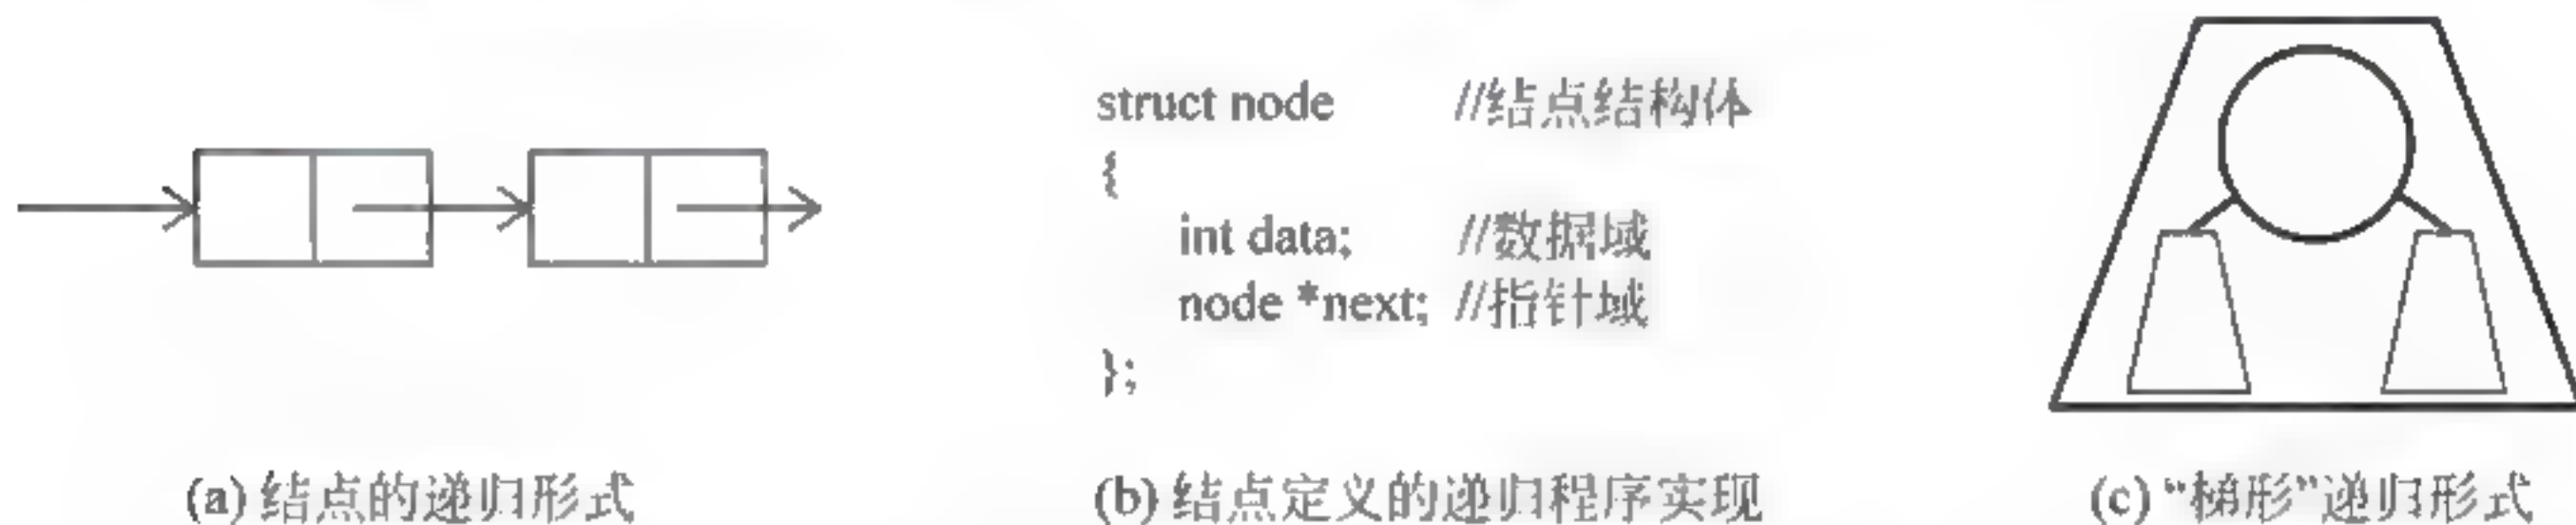 struct node //结点结构体
{
int data; //数据域
node *next; //指针域
};
(a) 结点的递归形式
(b) 结点定义的递归程序实现
(c) “梯形”递归形式